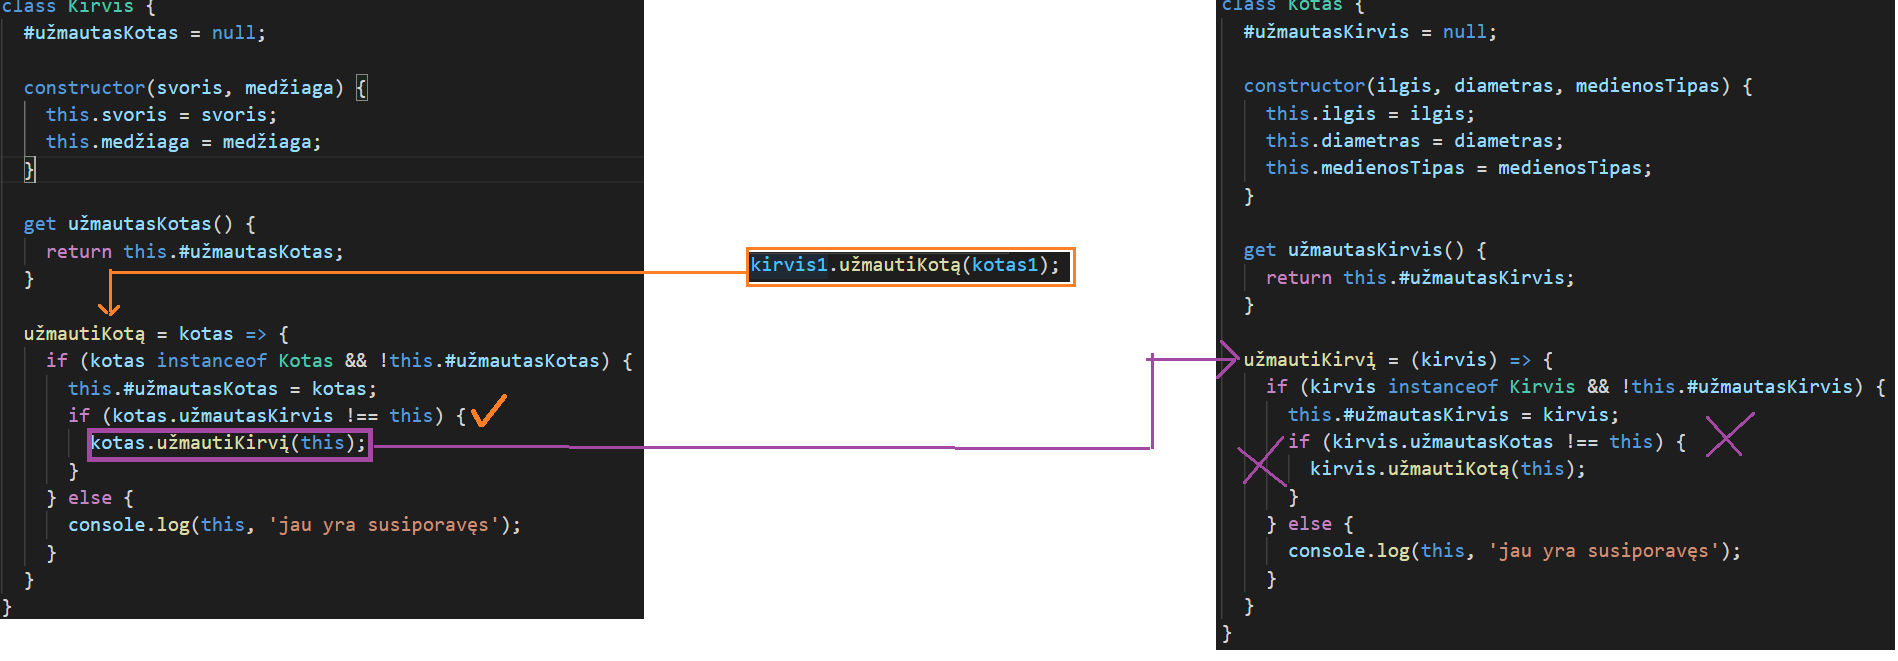 class Kirvis {
#užmautasKotas = null;
constructor(svoris, medžiaga) {
this.svoris = svoris;
this.medžiaga = medžiaga;
}
get užmautasKotas() {
return this.#užmautasKotas;
}
užmautiKotą = kotas => {
if (kotas instanceof Kotas && !this.#užmautasKotas) {
this.#užmautasKotas = kotas;
if (kotas.užmautasKirvis !== this) {
kotas.užmautiKirvį(this);
}
} else {
console.log(this, 'jau yra susiporavęs');
}
}
}
kirvis1.užmautiKotą(kotas1);
class Kotas {
#užmautasKirvis = null;
constructor(ilgis, diametras, medienosTipas) {
this.ilgis = ilgis;
this.diametras = diametras;
this.medienosTipas = medienosTipas;
}
get užmautasKirvis() {
return this.#užmautasKirvis;
}
užmautiKirvį = (kirvis) => {
if (kirvis instanceof Kirvis && !this.#užmautasKirvis) {
this.#užmautasKirvis = kirvis;
if (kirvis.užmautasKotas !== this) {
kirvis.užmautiKotą(this);
}
} else {
console.log(this, 'jau yra susiporavęs');
}
}
}